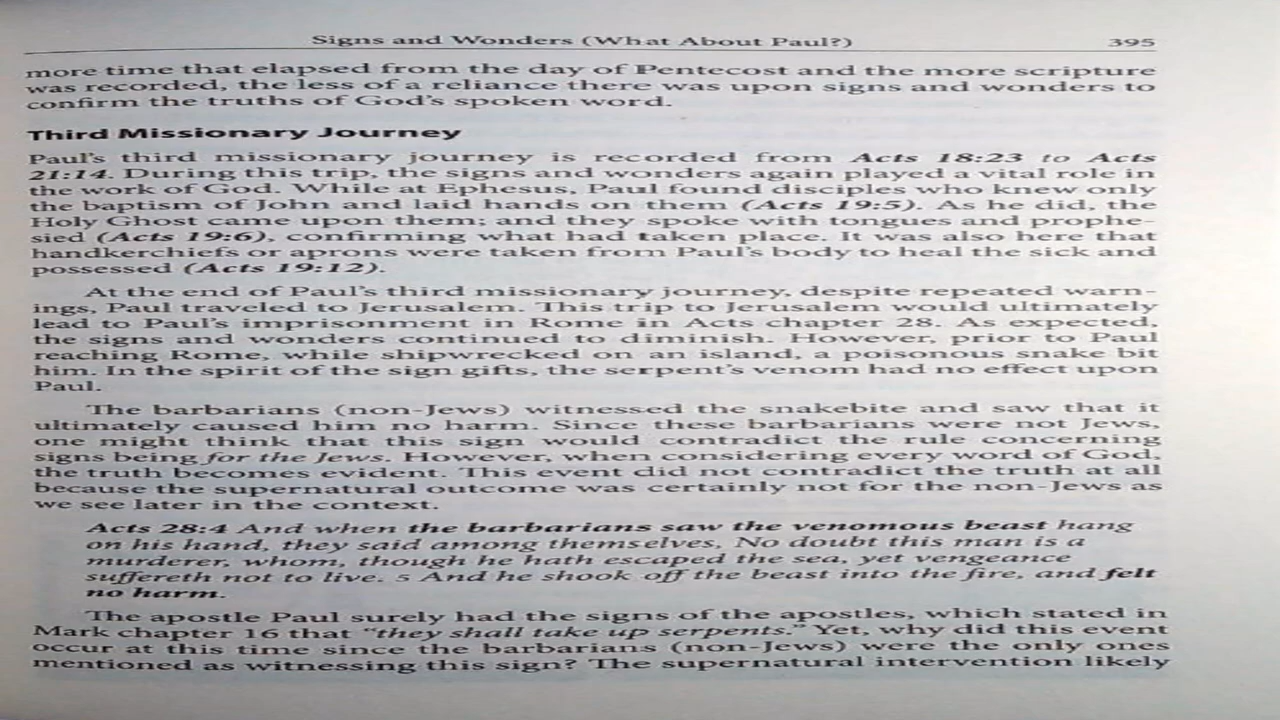 Signs and Wonders (What About Paul?) 395
more time that elapsed from the day of Pentecost and the more scripture
was recorded, the less of a reliance there was upon signs and wonders to
confirm the truths of God's spoken word.
Third Missionary Journey
Paul's third missionary journey is recorded from Acts 18:23 to Acts
21:14. During this trip, the signs and wonders again played a vital role in
the work of God. While at Ephesus, Paul found disciples who knew only
the baptism of John and laid hands on them (Acts 19:5). As he did, the
Holy Ghost came upon them; and they spoke with tongues and prophe-
sied (Acts 19:6), confirming what had taken place. It was also here that
handkerchiefs or aprons were taken from Paul's body to heal the sick and
possessed (Acts 19:12).
At the end of Paul's third missionary journey, despite repeated warn-
ings, Paul traveled to Jerusalem. This trip to Jerusalem would ultimately
lead to Paul's imprisonment in Rome in Acts chapter 28. As expected,
the signs and wonders continued to diminish. However, prior to Paul
reaching Rome, while shipwrecked on an island, a poisonous snake bit
him. In the spirit of the sign gifts, the serpent's venom had no effect upon
Paul.
The barbarians (non-Jews) witnessed the snakebite and saw that it
ultimately caused him no harm. Since these barbarians were not Jews,
one might think that this sign would contradict the rule concerning
signs being for the Jews. However, when considering every word of God,
the truth becomes evident. This event did not contradict the truth at all
because the supernatural outcome was certainly not for the non-Jews as
we see later in the context.
Acts 28:4 And when the barbarians saw the venomous beast hang
on his hand, they said among themselves, No doubt this man is a
murderer, whom, though he hath escaped the sea, yet vengeance
suffereth not to live. 5 And he shook off the beast into the fire, and felt
no harm.
The apostle Paul surely had the signs of the apostles, which stated in
Mark chapter 16 that "they shall take up serpents." Yet, why did this event
occur at this time since the barbarians (non-Jews) were the only ones
mentioned as witnessing this sign? The supernatural intervention likely